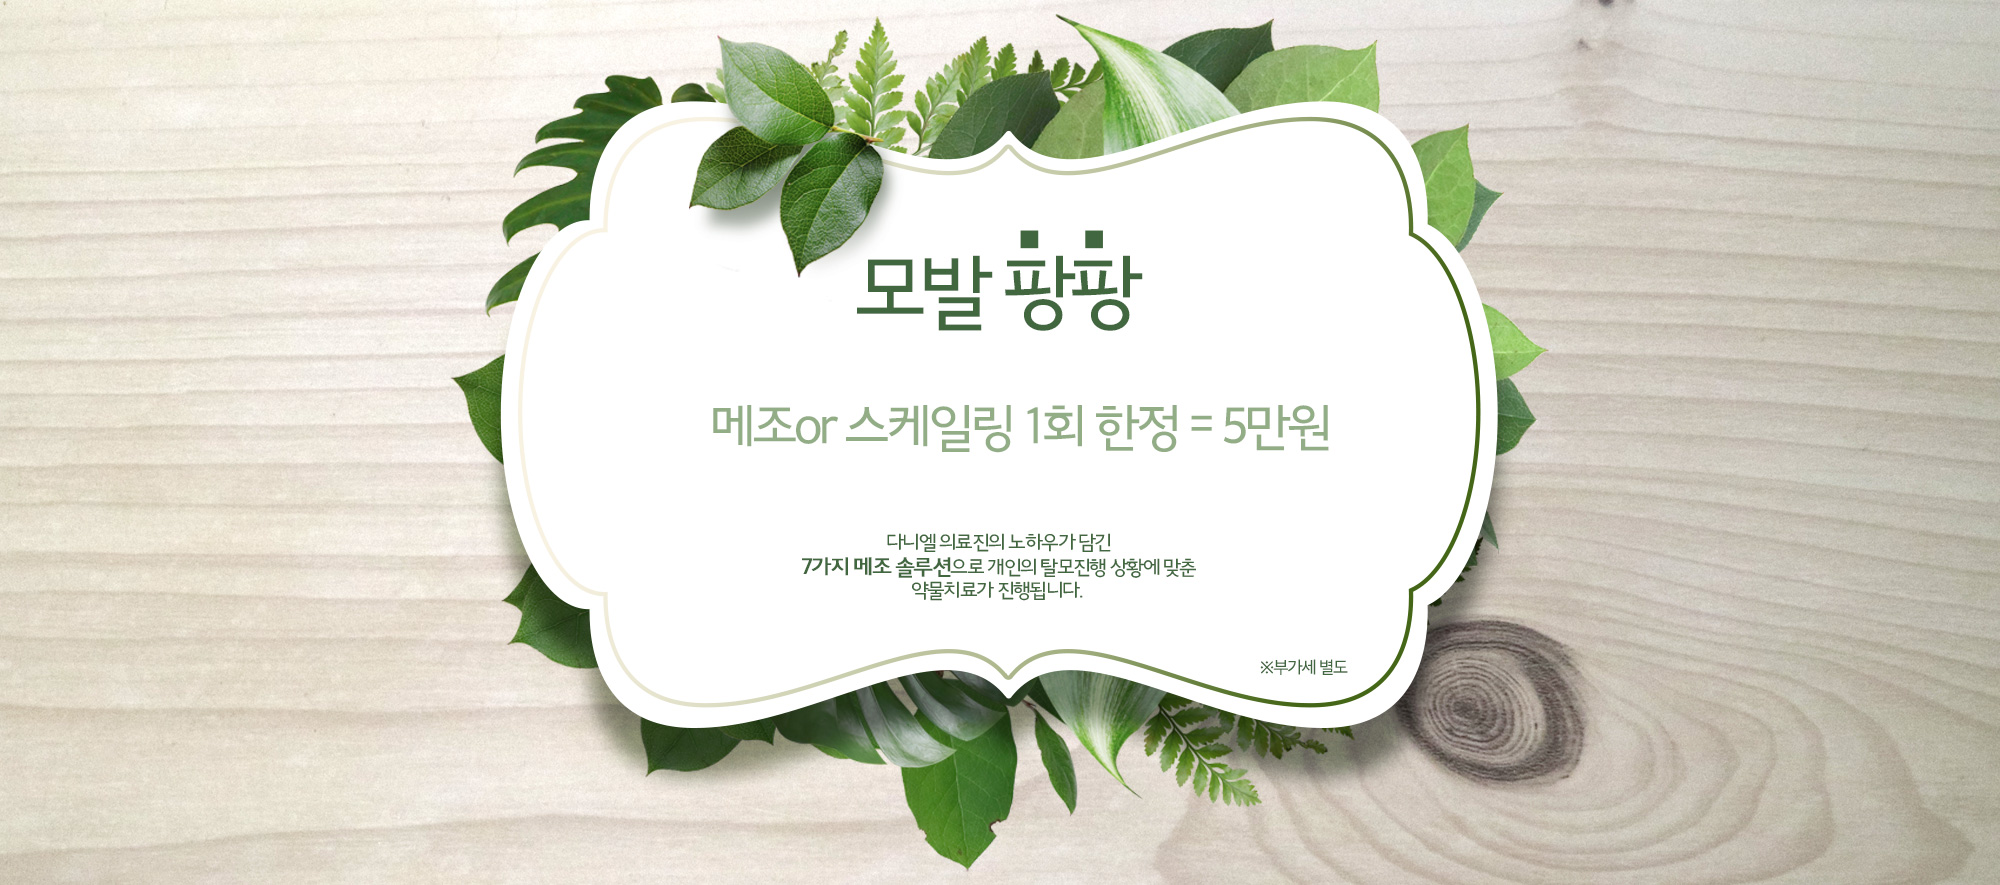 모발 팡팡
메조or 스케일링 1회 한정 = 5만원
다니엘 의료진의 노하우가 담긴
7가지 메조 솔루션으로 개인의 탈모진행 상황에 맞춘
약물치료가 진행됩니다.
※부가세 별도